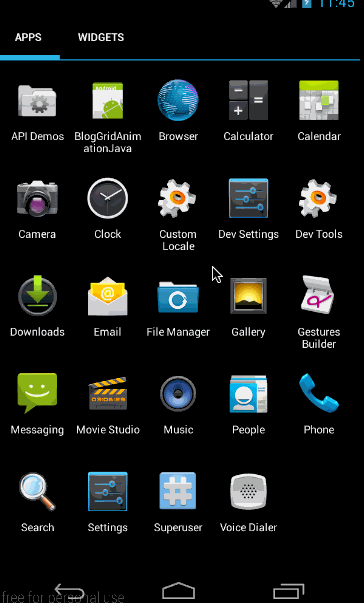 11:45
APPS WIDGETS
API Demos BlogGridAnim Browser Calculator Calendar
ationJava
Camera Clock Custom Dev Settings Dev Tools
Locale
Downloads Email File Manager Gallery Gestures
Builder
Messaging Movie Studio Music People Phone
Search Settings Superuser Voice Dialer
free for personal use